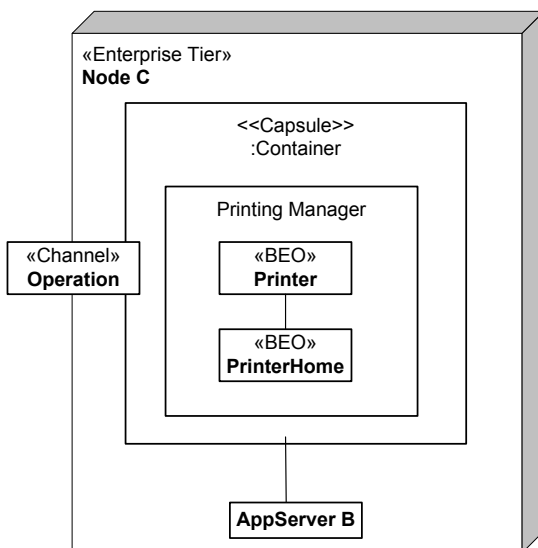 «Enterprise Tier»
Node C
<<Capsule>>
:Container
Printing Manager
«Channel»
Operation
«BEO»
Printer
«BEO»
PrinterHome
AppServer B